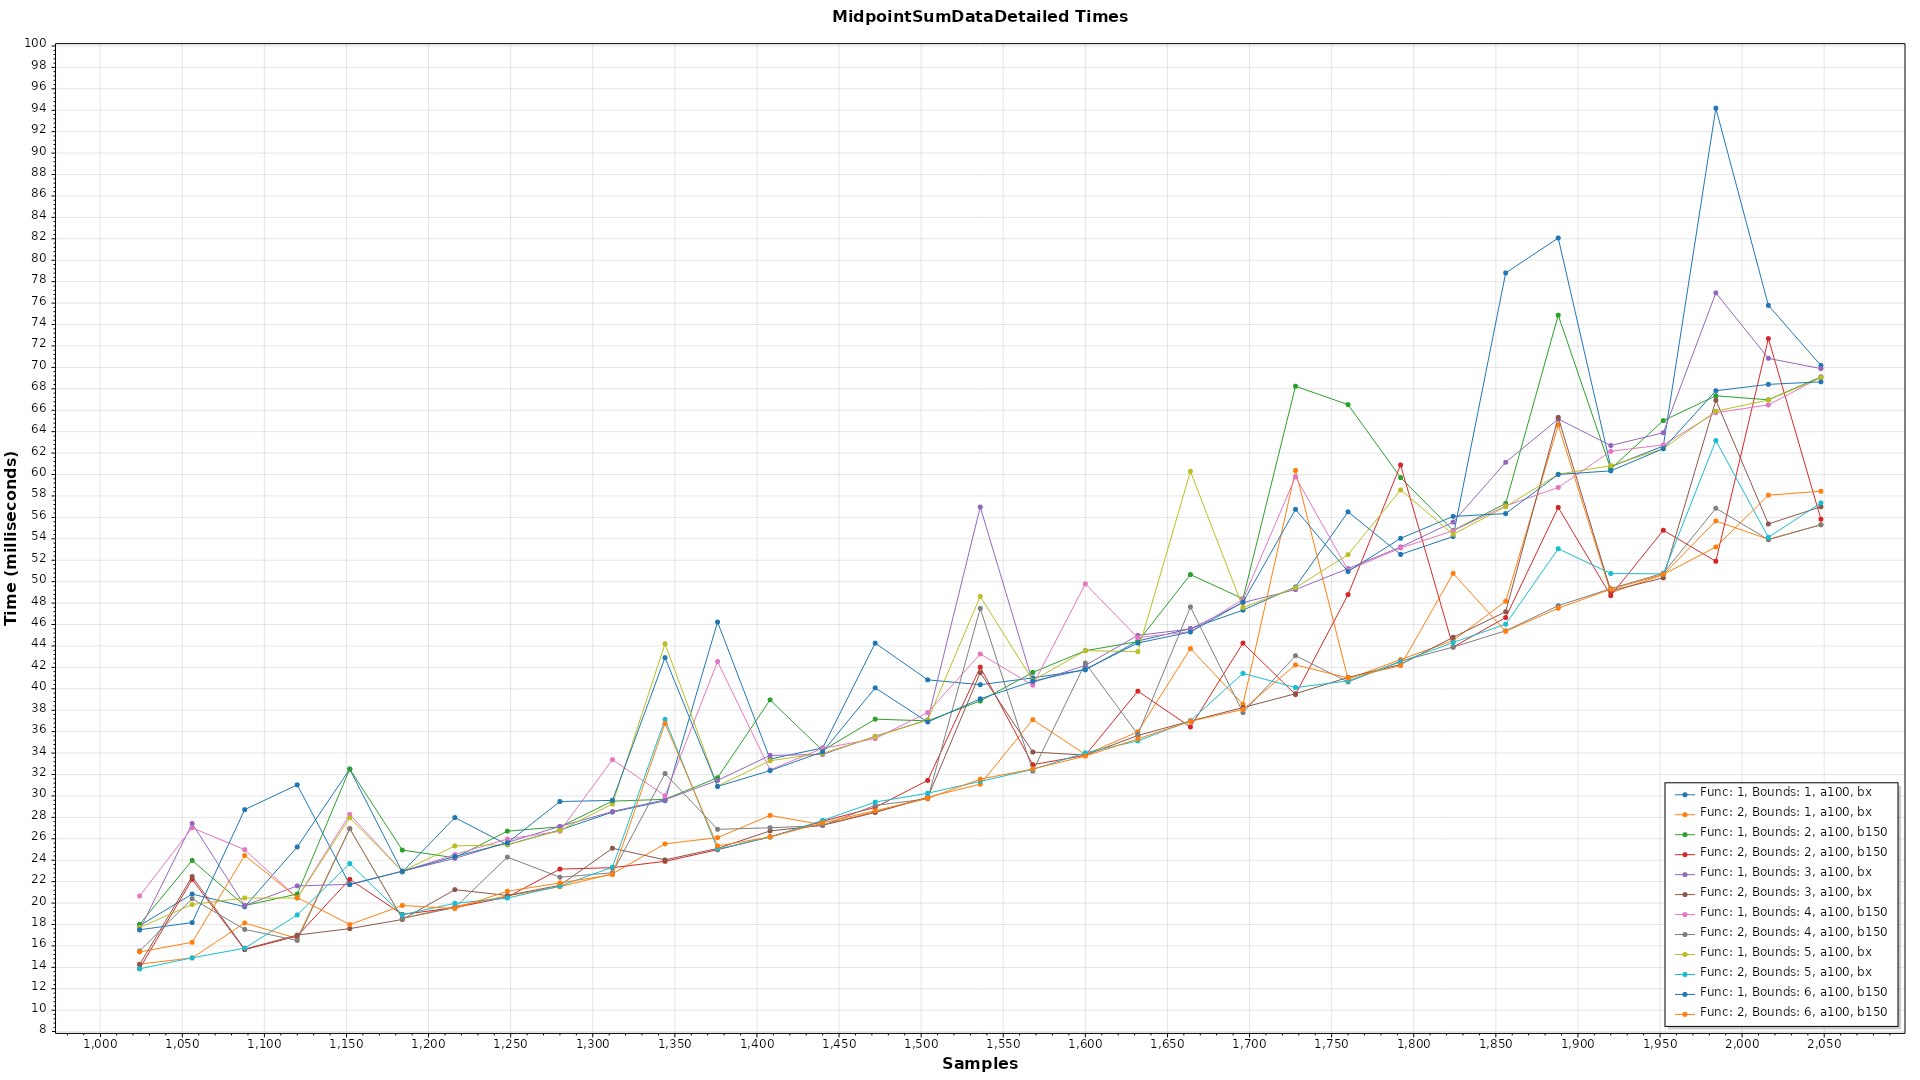 MidpointSumDataDetailed Times
100
98
96
94
92
90
88
86
84
82
80
78
76
74
72
70
68
66
64
62
60
58
56
54
52
50
48
46
44
42
40
38
36
34
32
30
28
26
24
22
20
18
16
14
12
10
8
Time (milliseconds)
Func: 1, Bounds: 1, a100, bx
Func: 2, Bounds: 1, a100, bx
Func: 1, Bounds: 2, a100, b150
Func: 2, Bounds: 2, a100, b150
Func: 1, Bounds: 3, a100, bx
Func: 2, Bounds: 3, a100, bx
Func: 1, Bounds: 4, a100, b150
Func: 2, Bounds: 4, a100, b150
Func: 1, Bounds: 5, a100, bx
Func: 2, Bounds: 5, a100, bx
Func: 1, Bounds: 6, a100, b150
Func: 2, Bounds: 6, a100, b150
1,000 1,050 1,100 1,150 1,200 1,250 1,300 1,350 1,400 1,450 1,500 1,550 1,600 1,650 1,700 1,750 1,800 1,850 1,900 1,950 2,000 2,050
Samples